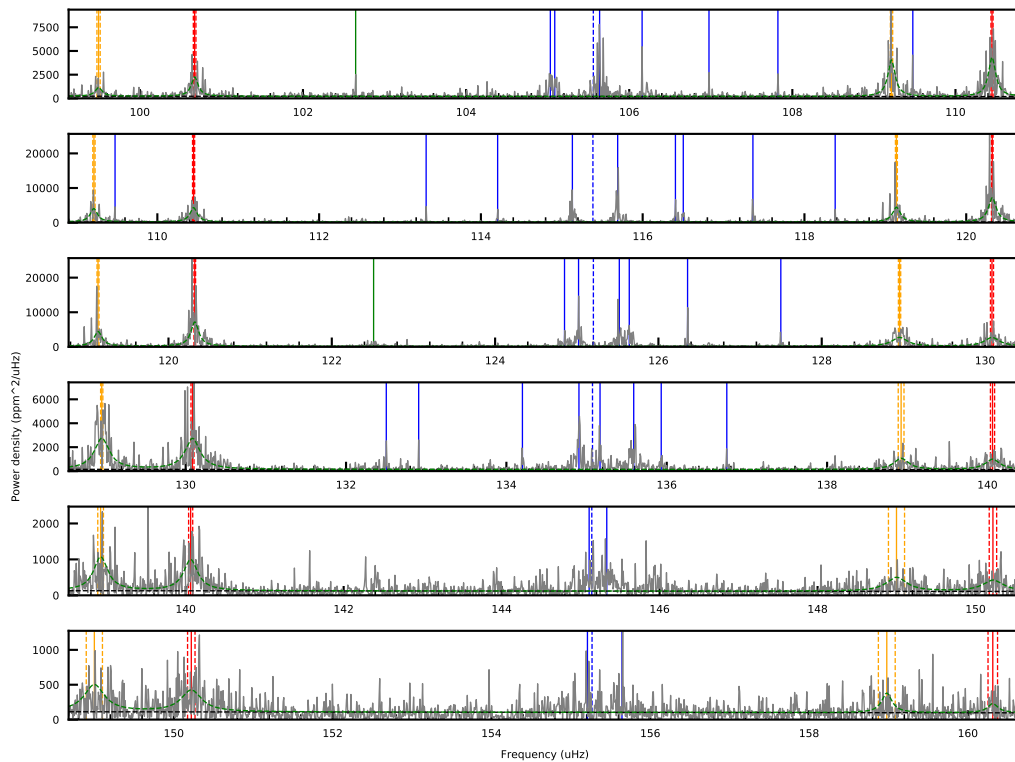 7500
5000
2500
0
100 102 104 106 108 110
20000
10000
0
110 112 114 116 118 120
20000
10000
0
120 122 124 126 128 130
Power density (ppm^2/uHz)
6000
4000
2000
0
130 132 134 136 138 140
2000
1000
0
140 142 144 146 148 150
1000
500
0
150 152 154 156 158 160
Frequency (uHz)